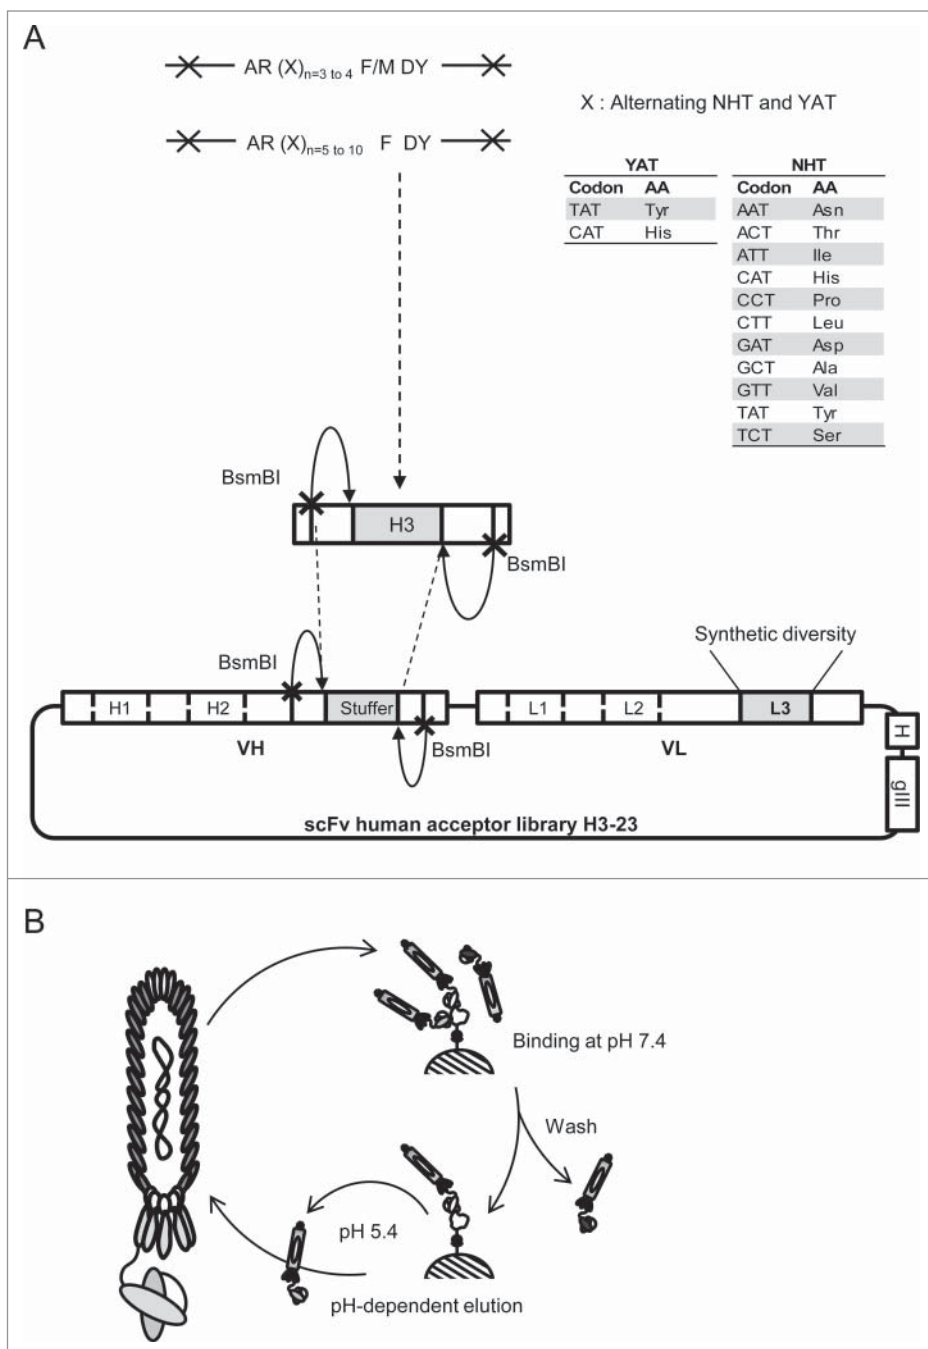 A
AR (X)n=3 to 4 F/M DY
X : Alternating NHT and YAT
AR (X)n=5 to 10 F DY
YAT
Codon AA
TAT Tyr
CAT His
NHT
Codon AA
AAT Asn
ACT Thr
ATT Ile
CAT His
CCT Pro
CTT Leu
GAT Asp
GCT Ala
GTT Val
TAT Tyr
TCT Ser
BsmBI
H3
BsmBI
Synthetic diversity
BsmBI
H1 H2 Stuffer L1 L2 L3
BsmBI
VH VL
H
gIII
scFv human acceptor library H3-23
B
Binding at pH 7.4
Wash
pH 5.4
pH-dependent elution